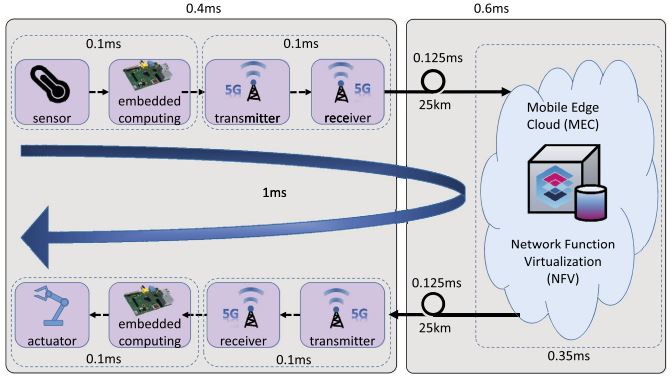 0.4ms
0.6ms
0.1ms
0.1ms
sensor
embedded
computing
5G
transmitter
5G
receiver
0.125ms
25km
Mobile Edge
Cloud (MEC)
1ms
Network Function
Virtualization
(NFV)
0.125ms
25km
actuator
embedded
computing
5G
receiver
5G
transmitter
0.1ms
0.1ms
0.35ms